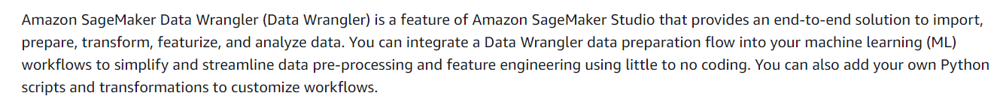 Amazon SageMaker Data Wrangler (Data Wrangler) is a feature of Amazon SageMaker Studio that provides an end-to-end solution to import,
prepare, transform, featurize, and analyze data. You can integrate a Data Wrangler data preparation flow into your machine learning (ML)
workflows to simplify and streamline data pre-processing and feature engineering using little to no coding. You can also add your own Python
scripts and transformations to customize workflows.